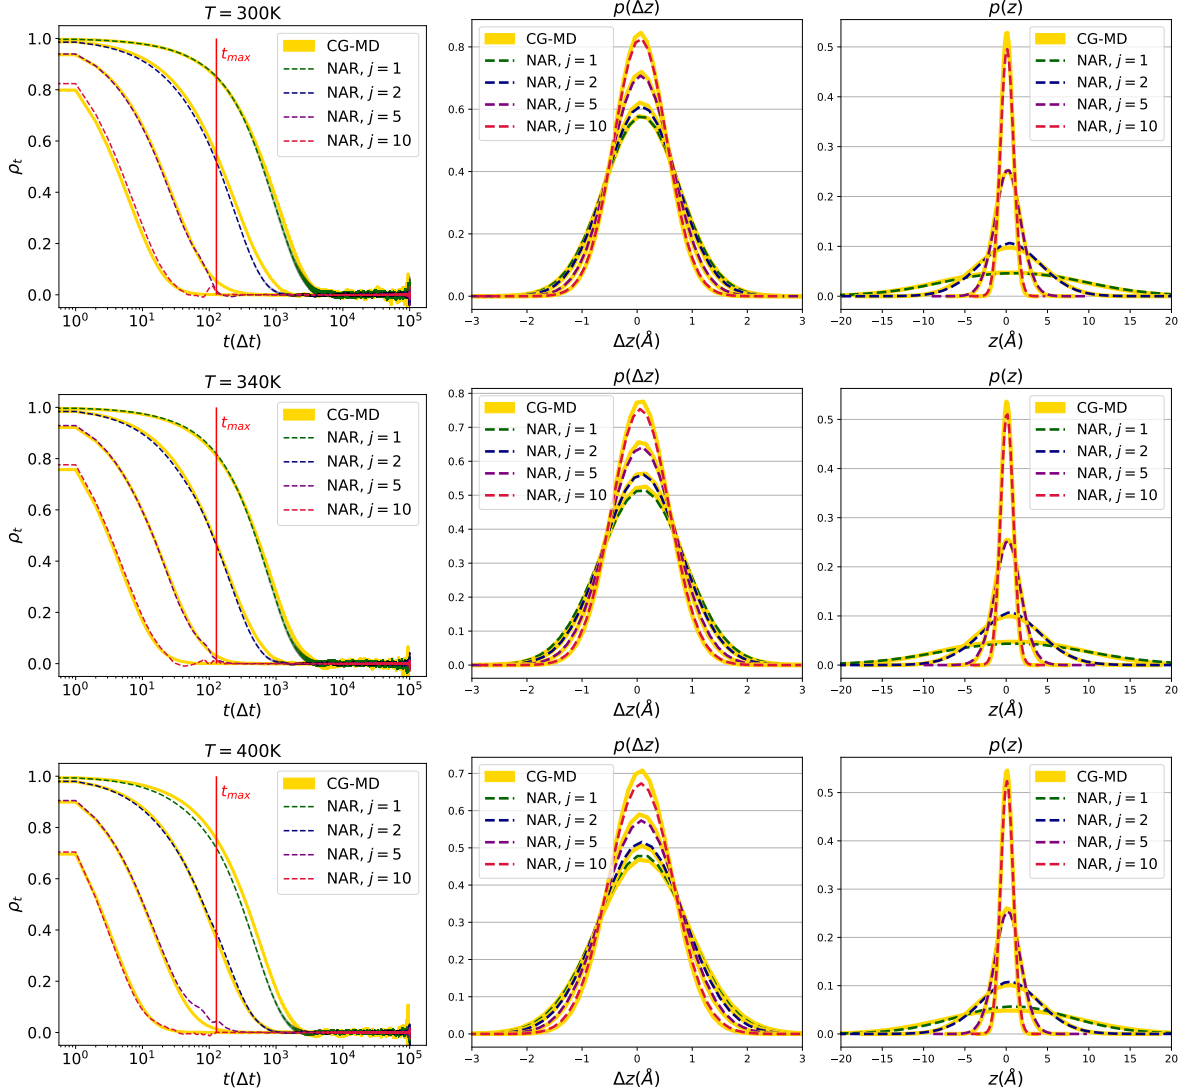 T = 300K
1.0
0.8
0.6
0.4
0.2
0.0
ρt
10^0 10^1 10^2 10^3 10^4 10^5
t(Δt)
t_max
CG-MD
NAR, j = 1
NAR, j = 2
NAR, j = 5
NAR, j = 10
p(Δz)
0.8
0.6
0.4
0.2
0.0
−3 −2 −1 0 1 2 3
Δz(Å)
CG-MD
NAR, j = 1
NAR, j = 2
NAR, j = 5
NAR, j = 10
p(z)
0.5
0.4
0.3
0.2
0.1
0.0
−20 −15 −10 −5 0 5 10 15 20
z(Å)
CG-MD
NAR, j = 1
NAR, j = 2
NAR, j = 5
NAR, j = 10
T = 340K
1.0
0.8
0.6
0.4
0.2
0.0
ρt
10^0 10^1 10^2 10^3 10^4 10^5
t(Δt)
t_max
CG-MD
NAR, j = 1
NAR, j = 2
NAR, j = 5
NAR, j = 10
p(Δz)
0.8
0.7
0.6
0.5
0.4
0.3
0.2
0.1
0.0
−3 −2 −1 0 1 2 3
Δz(Å)
CG-MD
NAR, j = 1
NAR, j = 2
NAR, j = 5
NAR, j = 10
p(z)
0.5
0.4
0.3
0.2
0.1
0.0
−20 −15 −10 −5 0 5 10 15 20
z(Å)
CG-MD
NAR, j = 1
NAR, j = 2
NAR, j = 5
NAR, j = 10
T = 400K
1.0
0.8
0.6
0.4
0.2
0.0
ρt
10^0 10^1 10^2 10^3 10^4 10^5
t(Δt)
t_max
CG-MD
NAR, j = 1
NAR, j = 2
NAR, j = 5
NAR, j = 10
p(Δz)
0.7
0.6
0.5
0.4
0.3
0.2
0.1
0.0
−3 −2 −1 0 1 2 3
Δz(Å)
CG-MD
NAR, j = 1
NAR, j = 2
NAR, j = 5
NAR, j = 10
p(z)
0.5
0.4
0.3
0.2
0.1
0.0
−20 −15 −10 −5 0 5 10 15 20
z(Å)
CG-MD
NAR, j = 1
NAR, j = 2
NAR, j = 5
NAR, j = 10